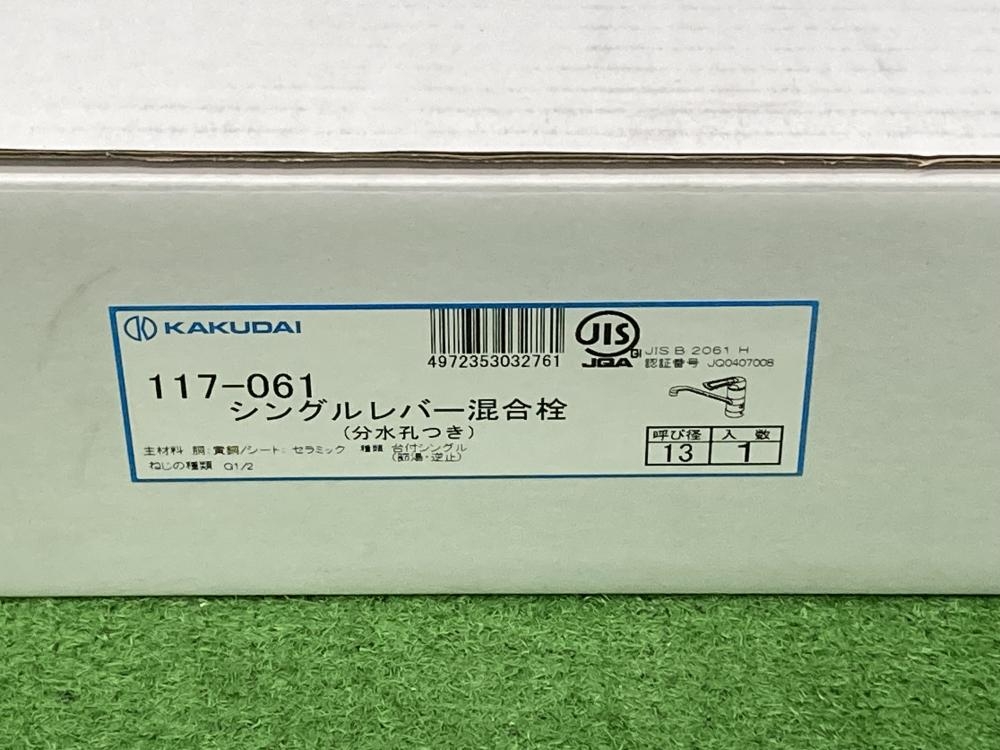 KAKUDAI
4972353032761
JIS
JQA
JIS B 2061 H
認証番号 JQ0407008
117-061
シングルレバー混合栓
(分水孔つき)
主材料 胴:黄銅/シート:セラミック 種類 台付シングル
(節湯・逆止)
ねじの種類 G1/2
呼び径 入数
13 1